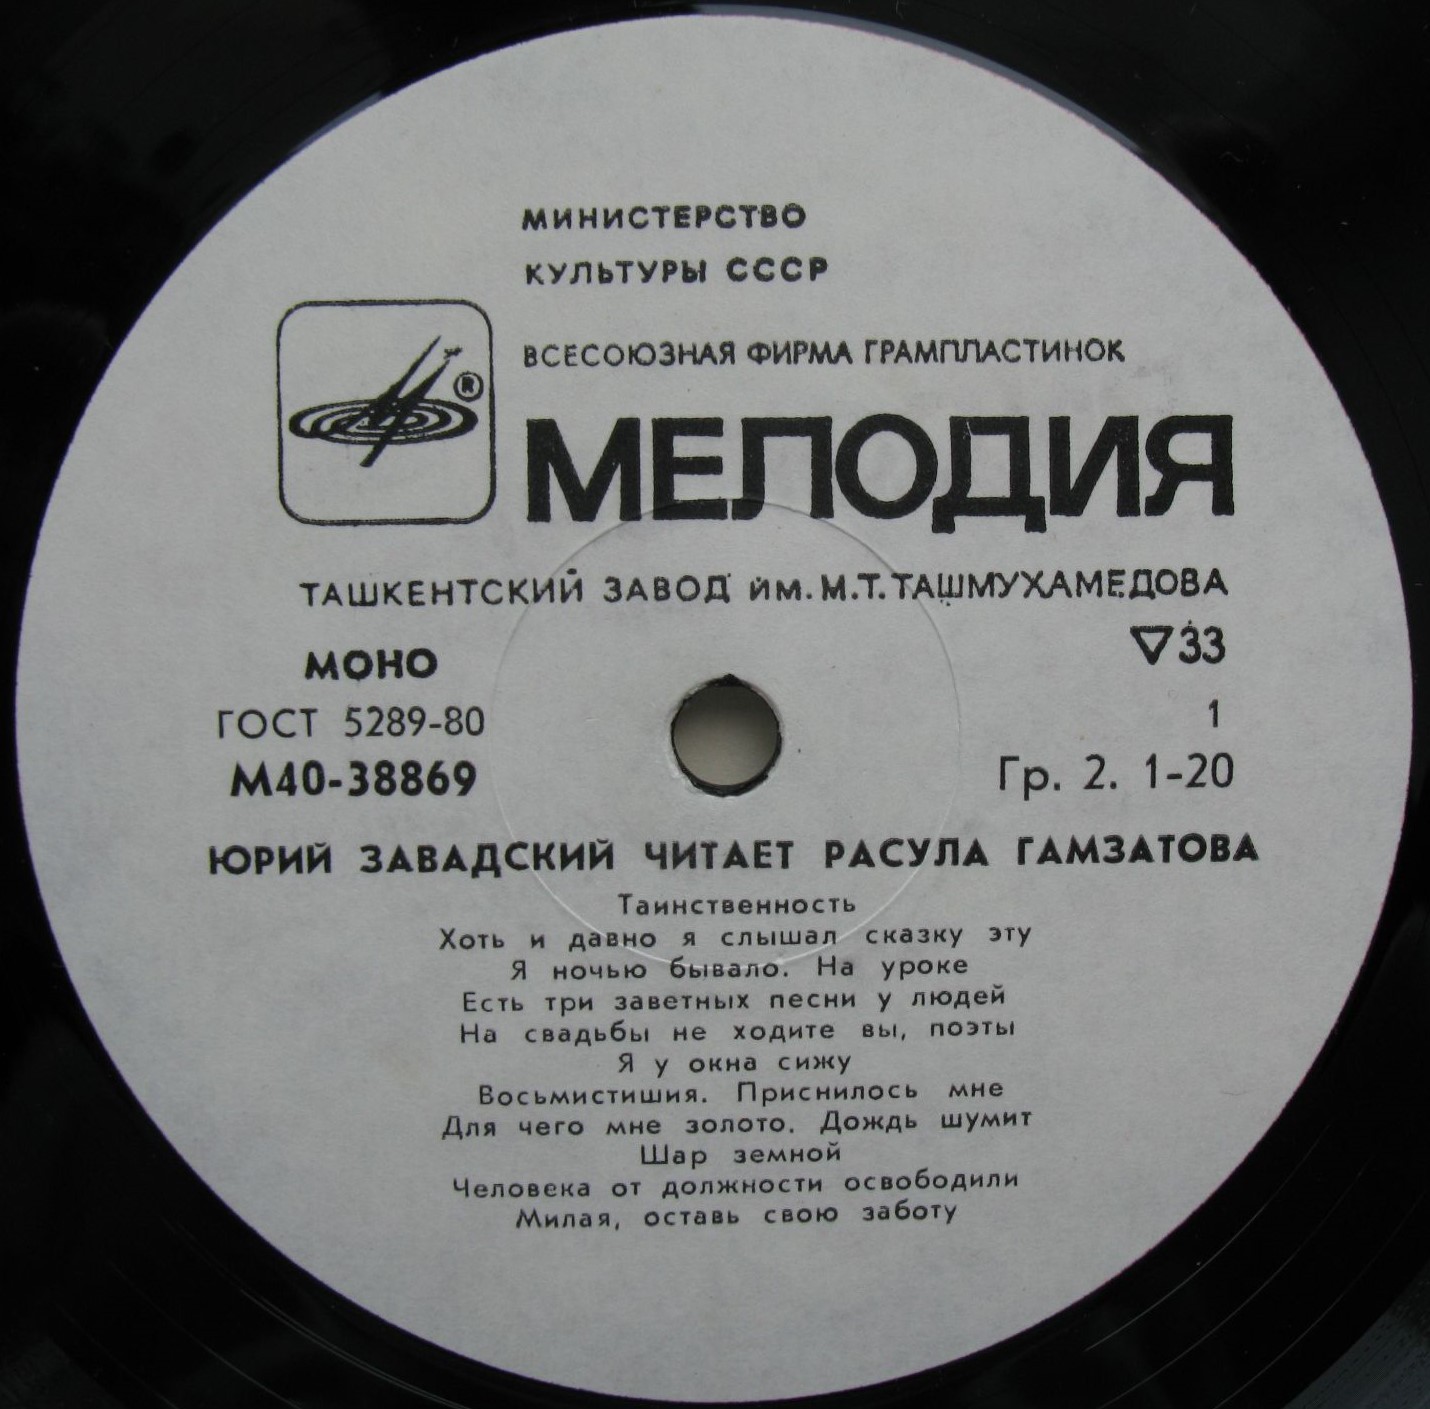 МИНИСТЕРСТВО
КУЛЬТУРЫ СССР
ВСЕСОЮЗНАЯ ФИРМА ГРАМПЛАСТИНОК
®
МЕЛОДИЯ
ТАШКЕНТСКИЙ ЗАВОД им. М.Т. ТАШМУХАМЕДОВА
МОНО
▽33
ГОСТ 5289-80
1
М40-38869
Гр. 2. 1-20
ЮРИЙ ЗАВАДСКИЙ ЧИТАЕТ РАСУЛА ГАМЗАТОВА
Таинственность
Хоть и давно я слышал сказку эту
Я ночью бывало. На уроке
Есть три заветных песни у людей
На свадьбы не ходите вы, поэты
Я у окна сижу
Восьмистишия. Приснилось мне
Для чего мне золото. Дождь шумит
Шар земной
Человека от должности освободили
Милая, оставь свою заботу